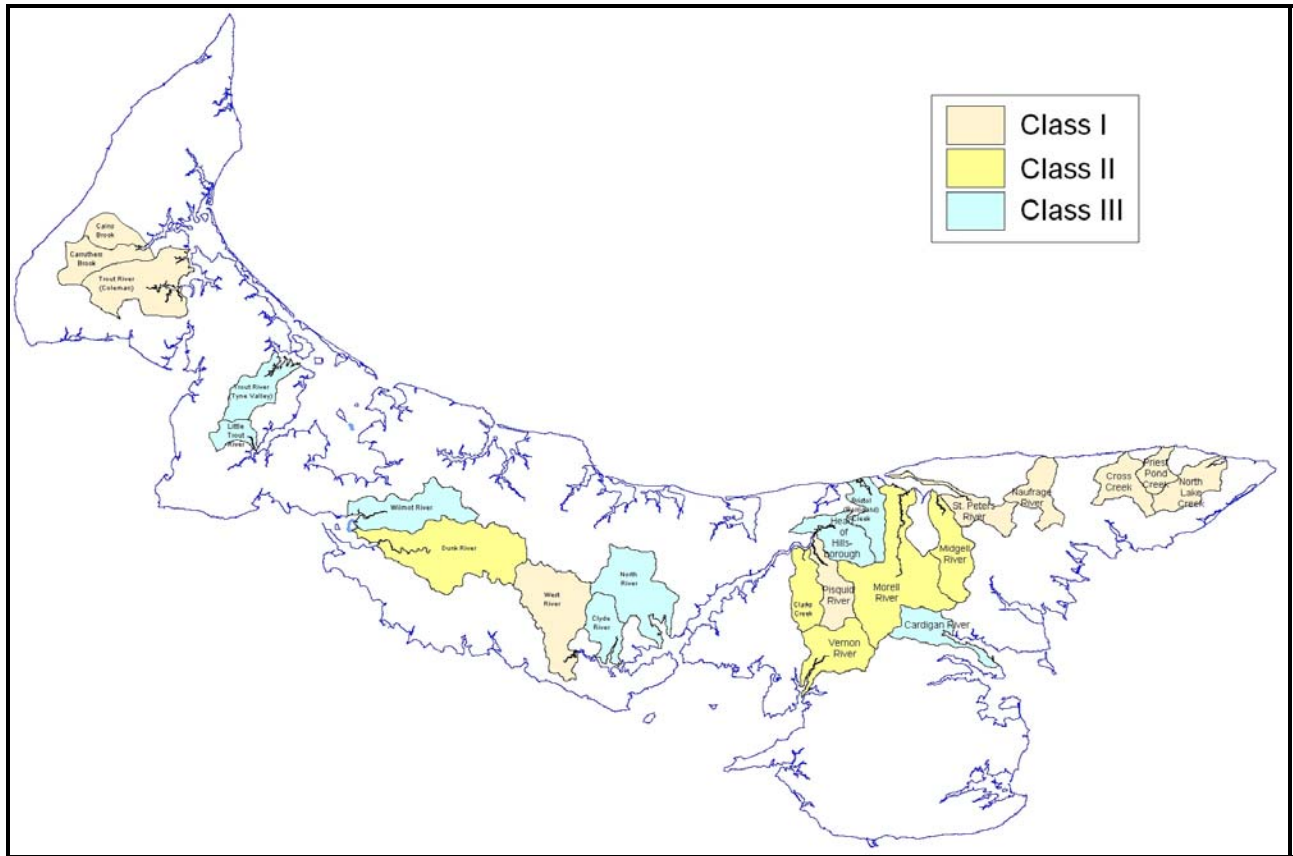 Class I
Class II
Class III
Cains
Brook
Carruthers
Brook
Trout River
(Coleman)
Trout River
(Tyne Valley)
Little
Trout
River
Wilmot River
Dunk River
West
River
North
River
Clyde
River
Creek
Head
of
Hills-
borough
Clarks
Creek
Pisquid
River
Vernon
River
Morell
River
Midgell
River
Cardigan River
St. Peters
River
Naufrage
River
Cross
Creek
Priest
Pond
Creek
North
Lake
Creek